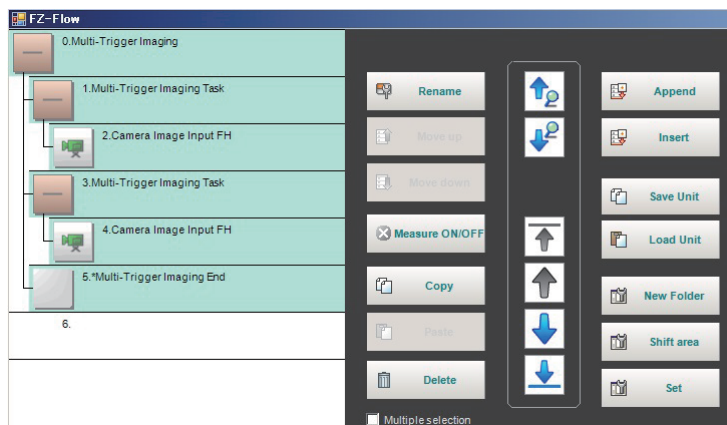 FZ-Flow
0.Multi-Trigger Imaging
1.Multi-Trigger Imaging Task
2.Camera Image Input FH
3.Multi-Trigger Imaging Task
4.Camera Image Input FH
5.*Multi-Trigger Imaging End
6.
Rename
Move up
Move down
Measure ON/OFF
Copy
Paste
Delete
Multiple selection
Append
Insert
Save Unit
Load Unit
New Folder
Shift area
Set